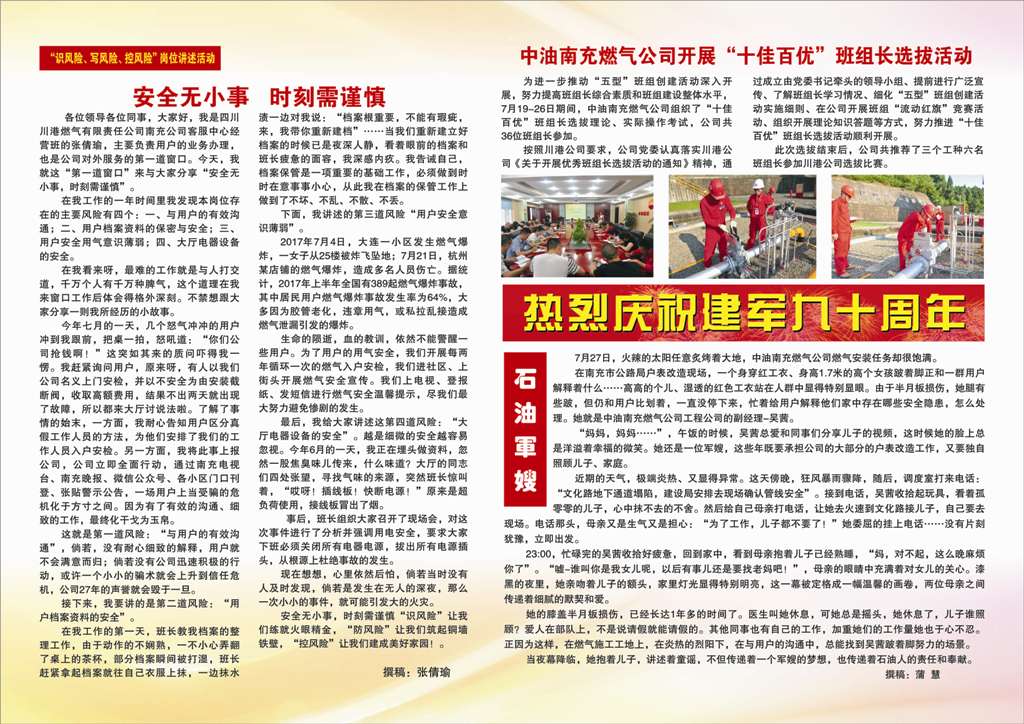 “识风险、写风险、控风险”岗位讲述活动
安全无小事 时刻需谨慎
各位领导各位同事，大家好，我是四川
川港燃气有限责任公司南充公司客服中心经
营班的张倩瑜，主要负责用户的业务办理，
也是公司对外服务的第一道窗口。今天，我
就这“第一道窗口”来与大家分享“安全无
小事，时刻需谨慎”。
在我工作的一年时间里我发现本岗位存
在的主要风险有四个：一、与用户的有效沟
通；二、用户档案资料的保密与安全；三、
用户安全用气意识薄弱；四、大厅电器设备
的安全。
在我看来呀，最难的工作就是与人打交
道，千万个人有千万种脾气，这个道理在我
来窗口工作后体会得格外深刻。不禁想跟大
家分享一则我所经历的小故事。
今年七月的一天，几个怒气冲冲的用户
冲到我跟前，把桌一拍，怒吼道：“你们公
司抢钱啊！”这突如其来的质问吓得我一
愣。我赶紧询问用户，原来呀，有人以我们
公司名义上门安检，并以不安全为由安装截
断阀，收取高额费用，结果不出两天就出现
了故障，所以都来大厅讨说法啦。了解了事
情的始末，一方面，我耐心告知用户区分真
假工作人员的方法，为他们安排了我们的工
作人员入户安检。另一方面，我将此事上报
公司，公司立即全面行动，通过南充电视
台、南充晚报、微信公众号、各小区门口刊
登、张贴警示公告，一场用户上当受骗的危
机化于方寸之间。因为有了有效的沟通、细
致的工作，最终化干戈为玉帛。
这就是第一道风险：“与用户的有效沟
通”，倘若，没有耐心细致的解释，用户就
不会满意而归；倘若没有公司迅速积极的行
动，或许一个小小的骗术就会上升到信任危
机，公司27年的声誉就会毁于一旦。
接下来，我要讲的是第二道风险：“用
户档案资料的安全”。
在我工作的第一天，班长教我档案的整
理工作，由于动作的不娴熟，一不小心弄翻
了桌上的茶杯，部分档案瞬间被打湿，班长
赶紧拿起档案就往自己衣服上抹，一边抹水
渍一边对我说：“档案很重要，不能有瑕疵，
来，我带你重新建档”……当我们重新建立好
档案的时候已是夜深人静，看着眼前的档案和
班长疲惫的面容，我深感内疚。我告诫自己，
档案保管是一项重要的基础工作，必须做到时
时在意事事小心，从此我在档案的保管工作上
做到了不坏、不乱、不散、不丢。
下面，我讲述的第三道风险“用户安全意
识薄弱”。
2017年7月4日，大连一小区发生燃气爆
炸，一女子从25楼被炸飞坠地；7月21日，杭州
某店铺的燃气爆炸，造成多名人员伤亡。据统
计，2017年上半年全国有389起燃气爆炸事故，
其中居民用户燃气爆炸事故发生率为64%，大
多因为胶管老化，违章用气，或私拉乱接造成
燃气泄漏引发的爆炸。
生命的陨逝，血的教训，依然不能警醒一
些用户。为了用户的用气安全，我们开展每两
年循环一次的燃气入户安检，我们进社区、上
街头开展燃气安全宣传。我们上电视、登报
纸、发短信进行燃气安全温馨提示，尽我们最
大努力避免惨剧的发生。
最后，我给大家讲述这第四道风险：“大
厅电器设备的安全”。越是细微的安全越容易
忽视。今年6月的一天，我正在埋头做资料，忽
然一股焦臭味儿传来，什么味道？大厅的同志
们四处张望，寻找气味的来源，突然班长惊叫
着，“哎呀！插线板！快断电源！”原来是超
负荷使用，接线板冒出了烟。
事后，班长组织大家召开了现场会，对这
次事件进行了分析并强调用电安全，要求大家
下班必须关闭所有电器电源，拔出所有电源插
头，从根源上杜绝事故的发生。
现在想想，心里依然后怕，倘若当时没有
人及时发现，倘若是发生在无人的深夜，那么
一次小小的事件，就可能引发大的火灾。
安全无小事，时刻需谨慎“识风险”让我
们练就火眼精金，“防风险”让我们筑起铜墙
铁壁，“控风险”让我们建成美好家园！。
撰稿：张倩瑜
中油南充燃气公司开展“十佳百优”班组长选拔活动
为进一步推动“五型”班组创建活动深入开
展，努力提高班组长综合素质和班组建设整体水平，
7月19-26日期间，中油南充燃气公司组织了“十佳
百优”班组长选拔理论、实际操作考试，公司共
36位班组长参加。
按照川港公司要求，公司党委认真落实川港公
司《关于开展优秀班组长选拔活动的通知》精神，通
过成立由党委书记牵头的领导小组、提前进行广泛宣
传、了解班组长学习情况、细化“五型”班组创建活
动实施细则、在公司开展班组“流动红旗”竞赛活
动、组织开展理论知识答题等方式，努力推进“十佳
百优”班组长选拔活动顺利开展。
此次选拔结束后，公司共推荐了三个工种六名
班组长参加川港公司选拔比赛。
热烈庆祝建军九十周年
石油軍嫂
7月27日，火辣的太阳任意炙烤着大地，中油南充燃气公司燃气安装任务却很饱满。
在南充市公路局户表改造现场，一个身穿红工衣、身高1.7米的高个女孩跛着脚正和一群用户
解释着什么……高高的个儿、湿透的红色工衣站在人群中显得特别显眼。由于半月板损伤，她腿有
些跛，但仍和用户比划着，一直没停下来，忙着给用户解释他们家中存在哪些安全隐患，怎么处
理。她就是中油南充燃气公司工程公司的副经理-吴茜。
“妈妈，妈妈……”，午饭的时候，吴茜总爱和同事们分享儿子的视频，这时候她的脸上总
是洋溢着幸福的微笑。她还是一位军嫂，这些年既要承担公司的大部分的户表改造工作，又要独自
照顾儿子、家庭。
近期的天气，极端炎热、又显得异常。这天傍晚，狂风暴雨骤降，随后，调度室打来电话：
“文化路地下通道塌陷，建设局安排去现场确认管线安全”。接到电话，吴茜收拾起玩具，看着孤
零零的儿子，心中抹不去的不舍。然后给自己母亲打电话，让她去火速到文化路接儿子，自己要去
现场。电话那头，母亲又是生气又是担心：“为了工作，儿子都不要了！”她委屈的挂上电话……没有片刻
犹豫，立即出发。
23:00，忙碌完的吴茜收拾好疲惫，回到家中，看到母亲抱着儿子已经熟睡，“妈，对不起，这么晚麻烦
你了”。“嘘-谁叫你是我女儿呢，以后有事儿还是要找老妈吧！”，母亲的眼睛中充满着对女儿的关心。漆
黑的夜里，她亲吻着儿子的额头，家里灯光显得特别明亮，这一幕被定格成一幅温馨的画卷，两位母亲之间
传递着细腻的默契和爱。
她的膝盖半月板损伤，已经长达1年多的时间了。医生叫她休息，可她总是摇头，她休息了，儿子谁照
顾？爱人在部队上，不是说请假就能请假的。其他同事也有自己的工作，加重她们的工作量她也于心不忍。
正因为这样，在燃气施工工地上，在炎热的烈阳下，在与用户的沟通中，总能找到吴茜跛着脚努力的场景。
当夜幕降临，她抱着儿子，讲述着童谣，不但传递着一个军嫂的梦想，也传递着石油人的责任和奉献。
撰稿：蒲 慧